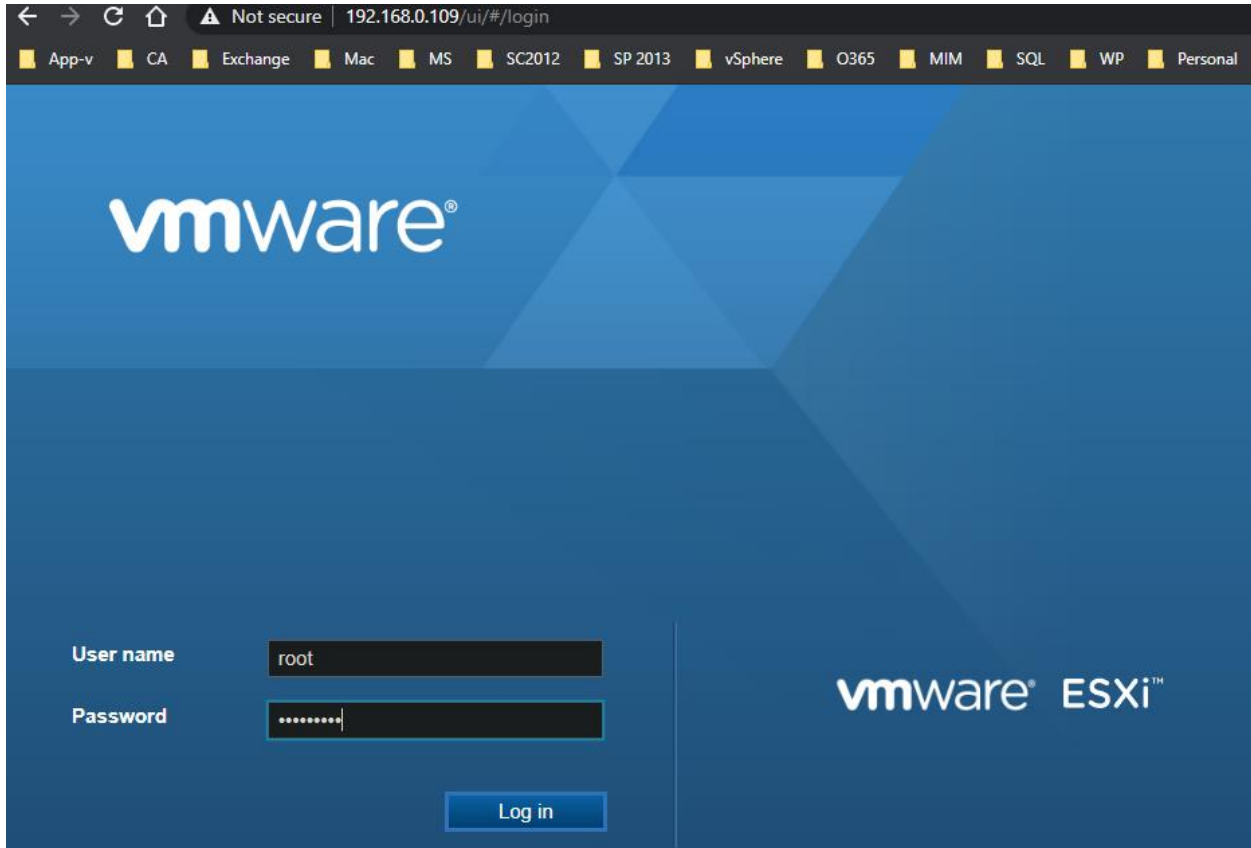 Not secure | 192.168.0.109/ui/#/login
App-v CA Exchange Mac MS SC2012 SP 2013 vSphere O365 MIM SQL WP Personal
vmware®
User name root
Password •••••••••
vmware® ESXi™
Log in